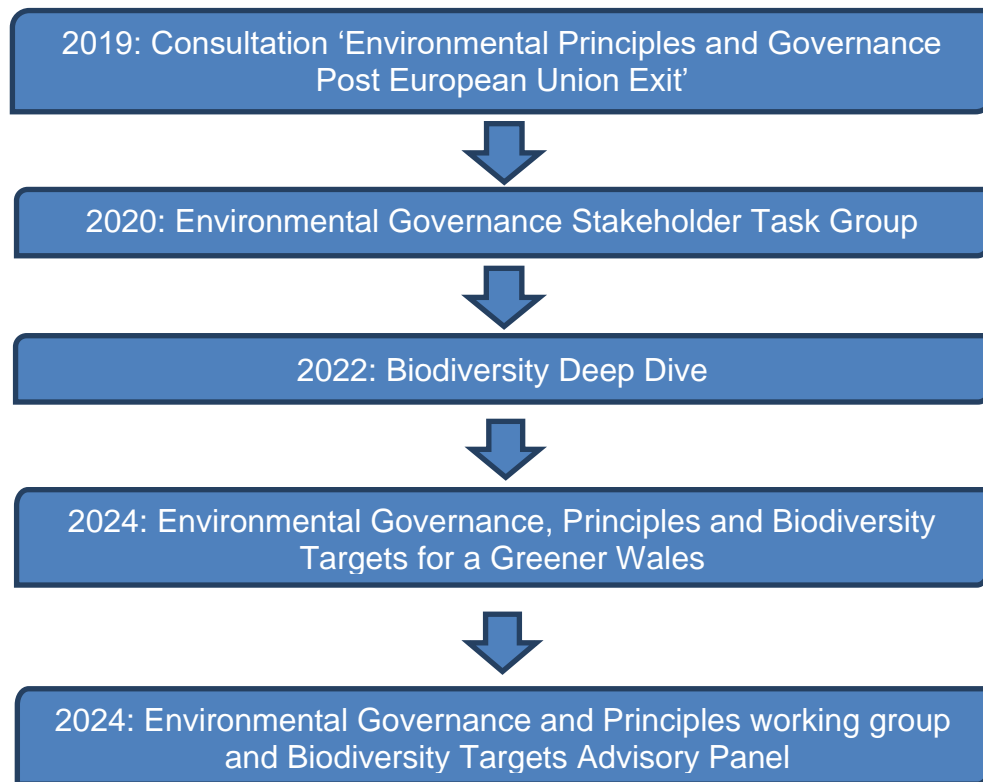 2019: Consultation ‘Environmental Principles and Governance
Post European Union Exit’
2020: Environmental Governance Stakeholder Task Group
2022: Biodiversity Deep Dive
2024: Environmental Governance, Principles and Biodiversity
Targets for a Greener Wales
2024: Environmental Governance and Principles working group
and Biodiversity Targets Advisory Panel